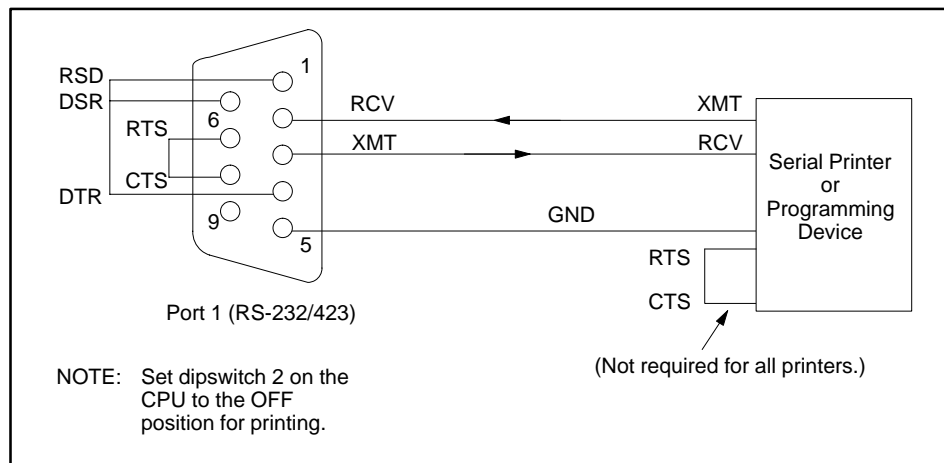 1
RSD
DSR
RCV
XMT
6
RTS
XMT
RCV
Serial Printer
or
Programming
Device
CTS
DTR
9
GND
5
RTS
CTS
Port 1 (RS-232/423)
(Not required for all printers.)
NOTE: Set dipswitch 2 on the
CPU to the OFF
position for printing.